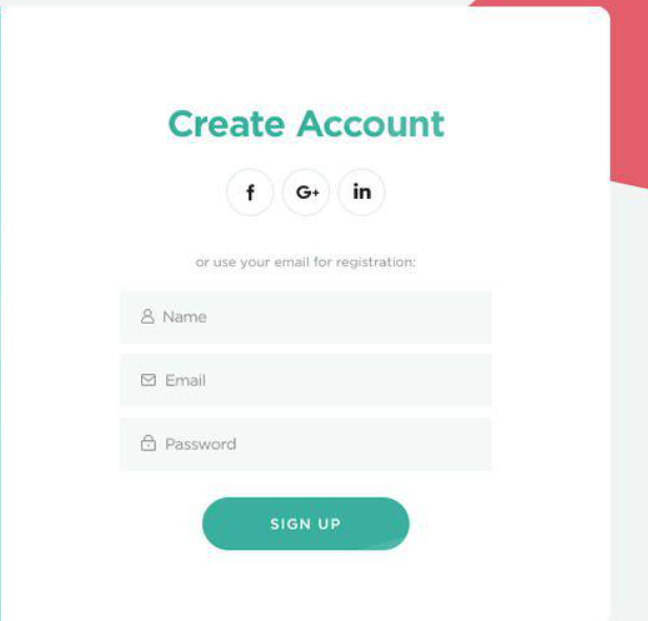 Create Account
f G+ in
or use your email for registration:
Name
Email
Password
SIGN UP